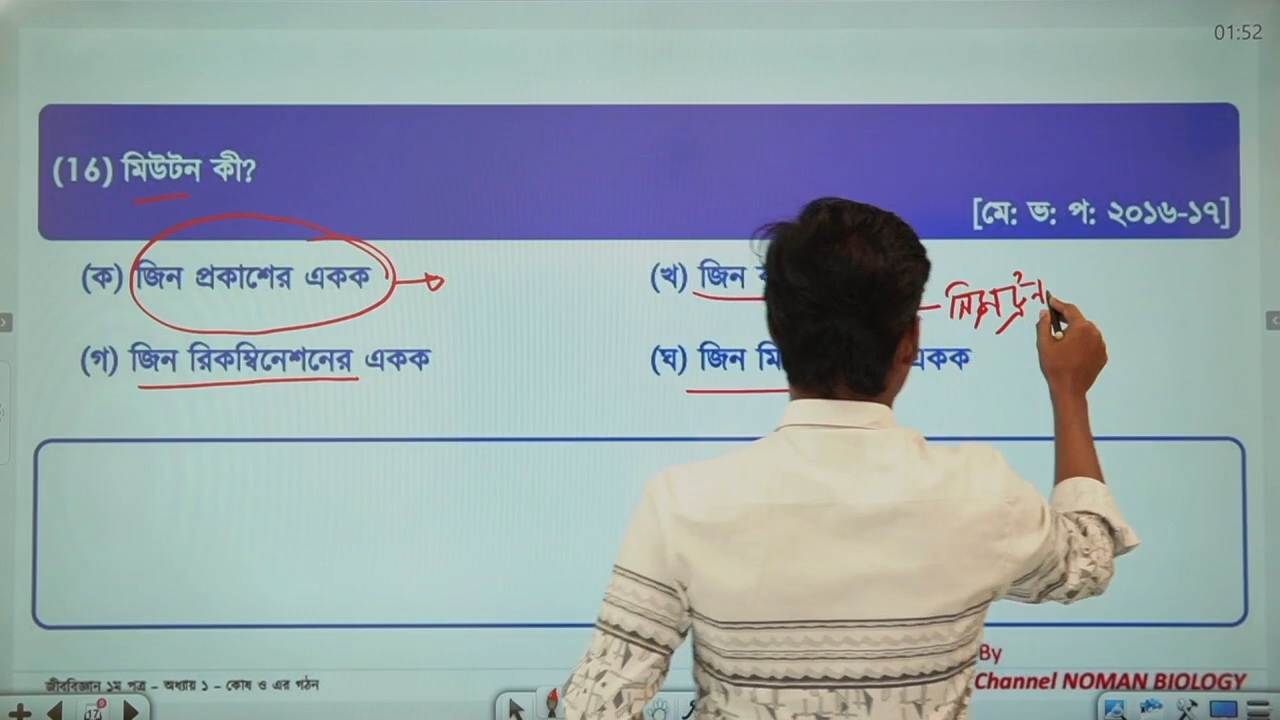 01:52
(16) মিউটন কী?
[মে: ভ: প: ২০১৬-১৭]
(ক) জিন প্রকাশের একক
(খ) জিন
(গ) জিন রিকম্বিনেশনের একক
(ঘ) জিন মি একক
By
জীববিজ্ঞান ১ম পত্র – অধ্যায় ১ – কোষ ও এর গঠন
Channel NOMAN BIOLOGY